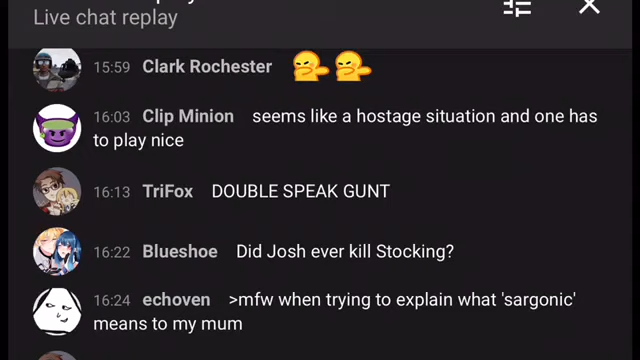 Live chat replay
15:59 Clark Rochester
16:03 Clip Minion seems like a hostage situation and one has
to play nice
16:13 TriFox DOUBLE SPEAK GUNT
16:22 Blueshoe Did Josh ever kill Stocking?
16:24 echoven >mfw when trying to explain what 'sargonic'
means to my mum